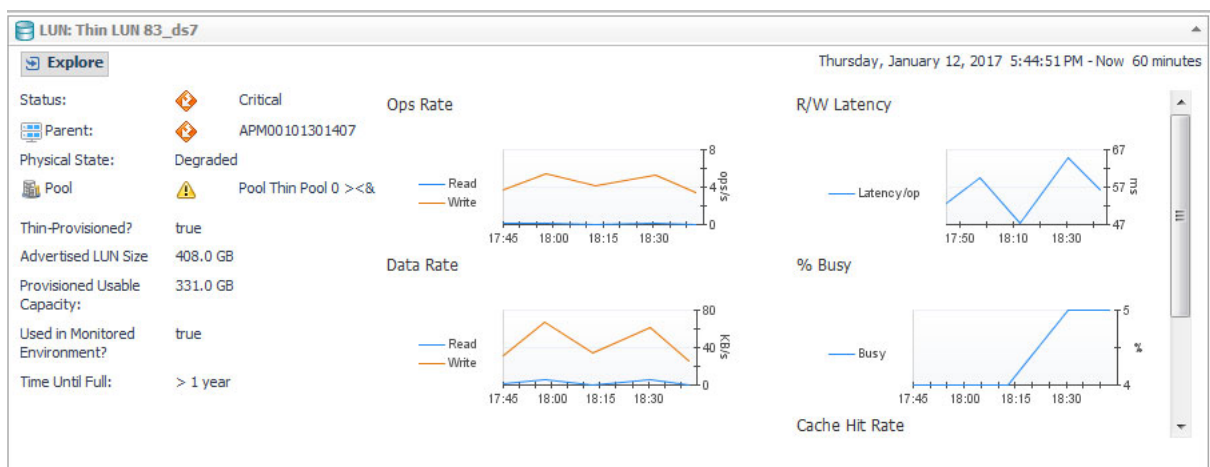 LUN: Thin LUN 83_ds7
Explore
Thursday, January 12, 2017 5:44:51 PM - Now 60 minutes
Status: Critical
Parent: APM00101301407
Physical State: Degraded
Pool Pool Thin Pool 0 ><&
Thin-Provisioned? true
Advertised LUN Size 408.0 GB
Provisioned Usable Capacity: 331.0 GB
Used in Monitored Environment? true
Time Until Full: > 1 year
Ops Rate
Read
Write
8
4
0
ops/s
17:45 18:00 18:15 18:30
Data Rate
Read
Write
80
40
0
KB/s
17:45 18:00 18:15 18:30
R/W Latency
Latency/op
67
57
47
ms
17:50 18:10 18:30
% Busy
Busy
5
4
%
17:45 18:00 18:15 18:30
Cache Hit Rate